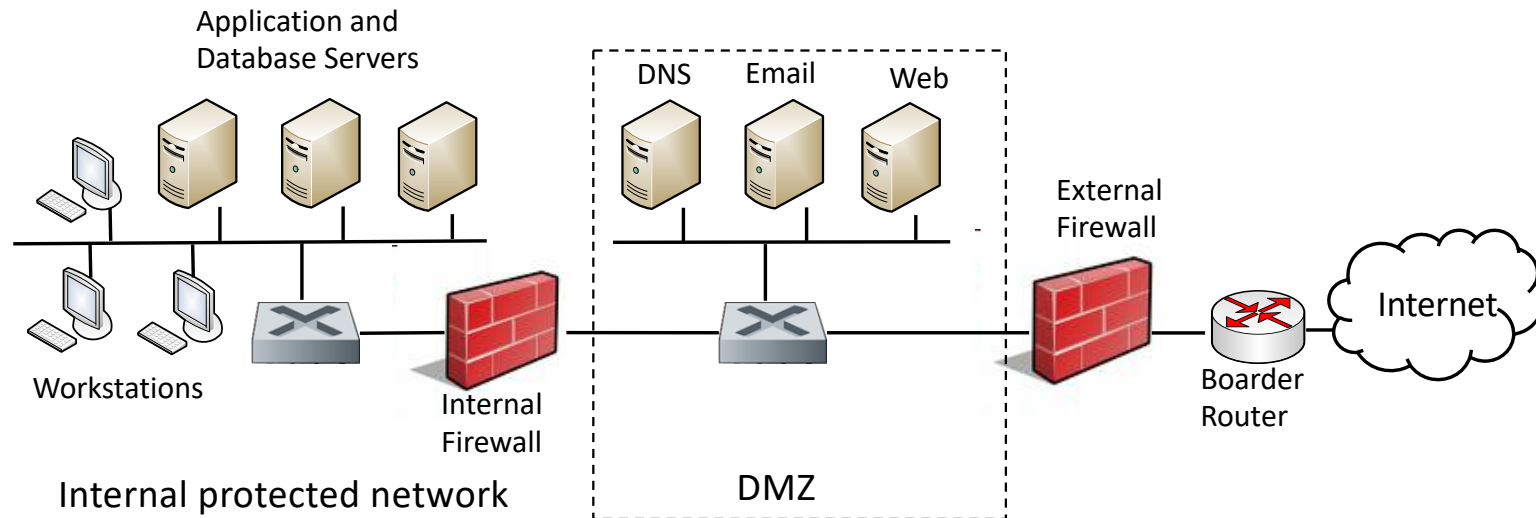 Application and
Database Servers
DNS
Email
Web
External
Firewall
Internet
Workstations
Internal
Firewall
Boarder
Router
Internal protected network
DMZ